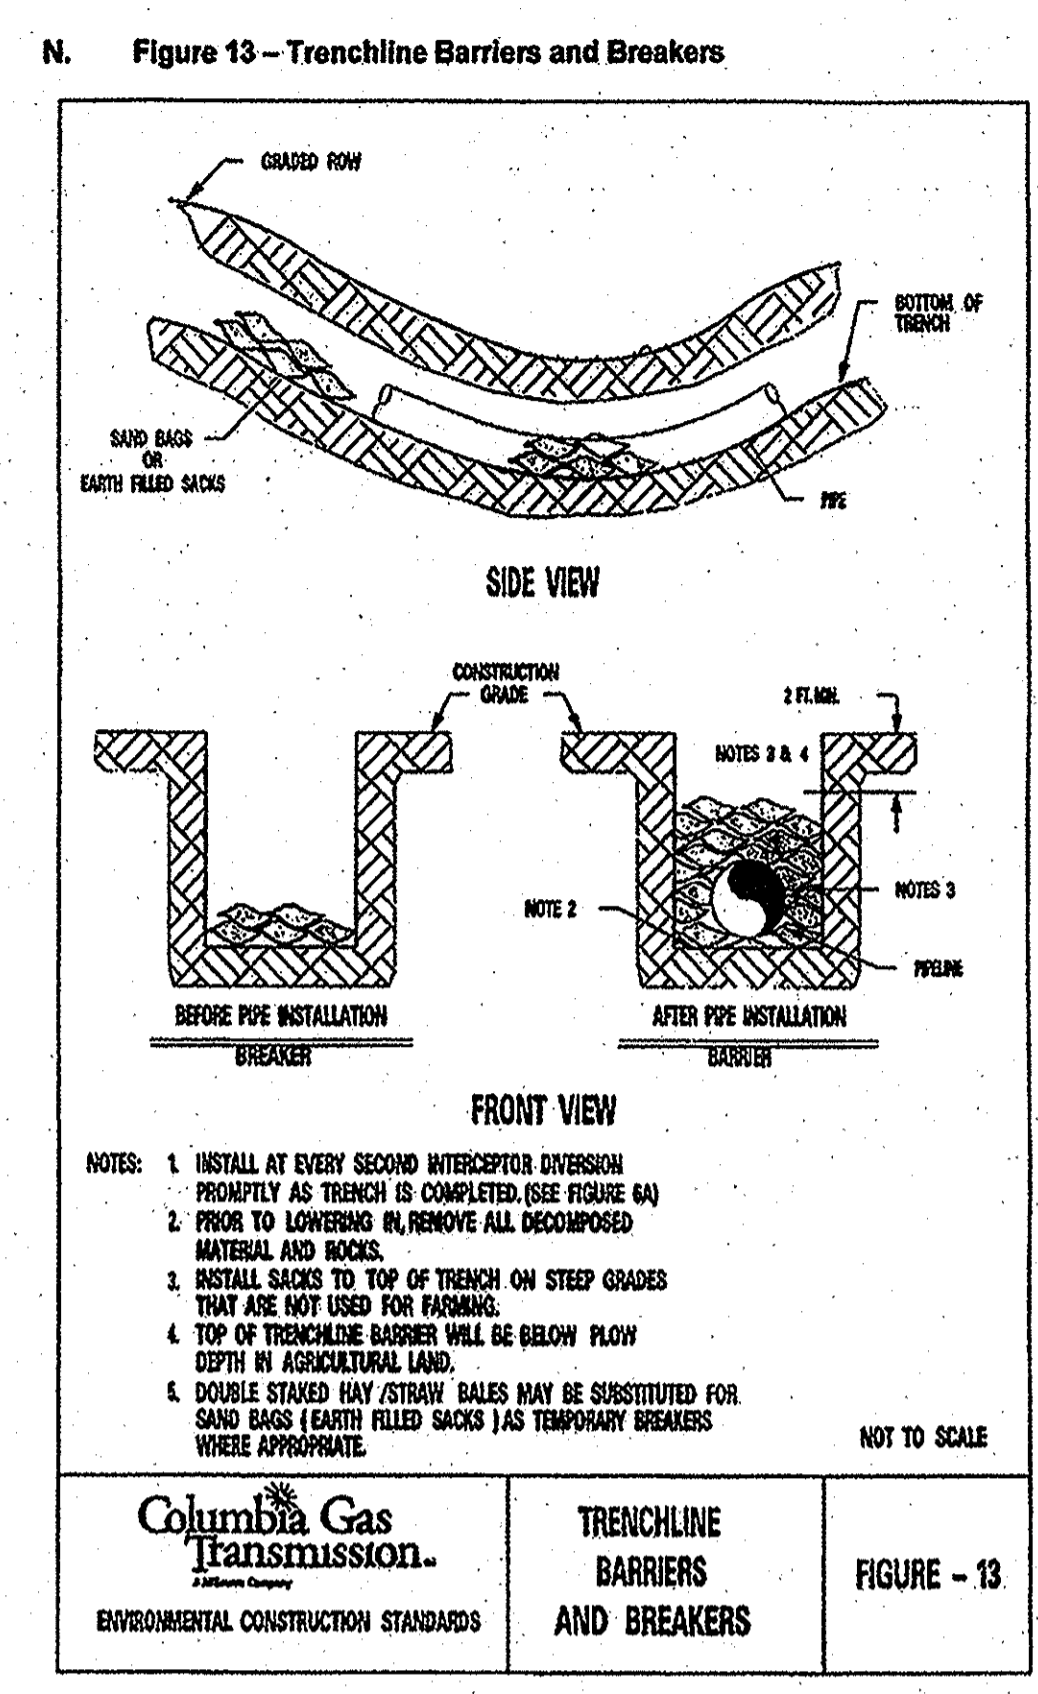 N. Figure 13 – Trenchline Barriers and Breakers
GRADED ROW
BOTTOM OF
TRENCH
SAND BAGS
OR
EARTH FILLED SACKS
PIPE
SIDE VIEW
CONSTRUCTION
GRADE
2 FT. MIN.
NOTES 3 & 4
NOTE 2
NOTES 3
PIPELINE
BEFORE PIPE INSTALLATION
BREAKER
AFTER PIPE INSTALLATION
BARRIER
FRONT VIEW
NOTES: 1. INSTALL AT EVERY SECOND INTERCEPTOR DIVERSION
PROMPTLY AS TRENCH IS COMPLETED. (SEE FIGURE 6A)
2. PRIOR TO LOWERING IN, REMOVE ALL DECOMPOSED
MATERIAL AND ROCKS.
3. INSTALL SACKS TO TOP OF TRENCH ON STEEP GRADES
THAT ARE NOT USED FOR FARMING.
4. TOP OF TRENCHLINE BARRIER WILL BE BELOW PLOW
DEPTH IN AGRICULTURAL LAND.
5. DOUBLE STAKED HAY /STRAW BALES MAY BE SUBSTITUTED FOR
SAND BAGS ( EARTH FILLED SACKS ) AS TEMPORARY BREAKERS
WHERE APPROPRIATE.
NOT TO SCALE
Columbia Gas
Transmission
A NiSource Company
ENVIRONMENTAL CONSTRUCTION STANDARDS
TRENCHLINE
BARRIERS
AND BREAKERS
FIGURE - 13